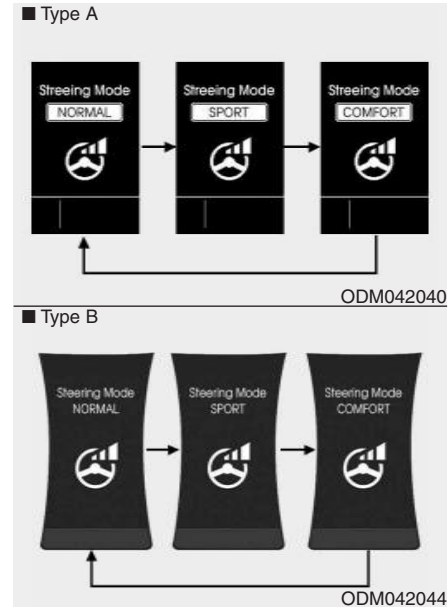 ■ Type A
Streeing Mode Streeing Mode Streeing Mode
NORMAL SPORT COMFORT
ODM042040
■ Type B
Steering Mode Steering Mode Steering Mode
NORMAL SPORT COMFORT
ODM042044